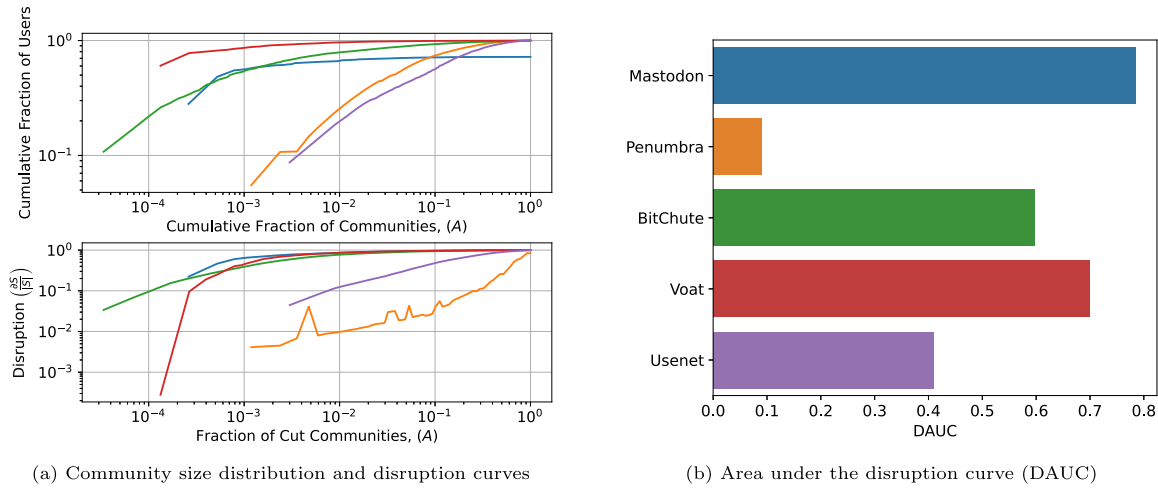 Cumulative Fraction of Users
10⁰
10⁻¹
10⁻⁴
10⁻³
10⁻²
10⁻¹
10⁰
Cumulative Fraction of Communities, (A)
Disruption (∂S/|S|)
10⁰
10⁻¹
10⁻²
10⁻³
10⁻⁴
10⁻³
10⁻²
10⁻¹
10⁰
Fraction of Cut Communities, (A)
(a) Community size distribution and disruption curves
Mastodon
Penumbra
BitChute
Voat
Usenet
0.0
0.1
0.2
0.3
0.4
0.5
0.6
0.7
0.8
DAUC
(b) Area under the disruption curve (DAUC)